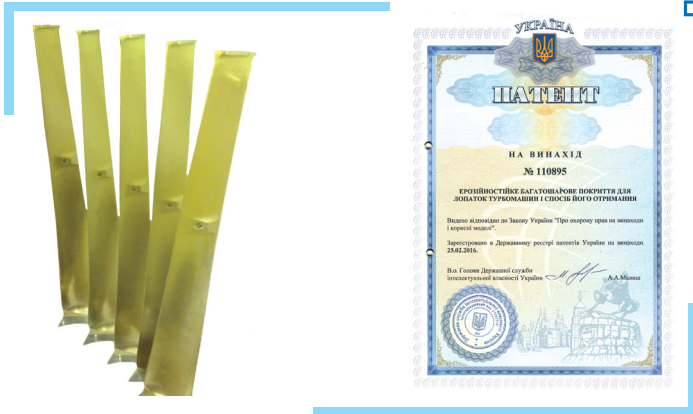 УКРАЇНА
ПАТЕНТ
НА ВИНАХІД
№ 110895
ЕРОЗІЙНОСТІЙКЕ БАГАТОШАРОВЕ ПОКРИТТЯ ДЛЯ
ЛОПАТОК ТУРБОМАШИН І СПОСІБ ЙОГО ОТРИМАННЯ
Видано відповідно до Закону України "Про охорону прав на винаходи
і корисні моделі".
Зареєстровано в Державному реєстрі патентів України на винаходи
25.02.2016.
В.о. Голови Державної служби
інтелектуальної власності України
А.А.Малиш